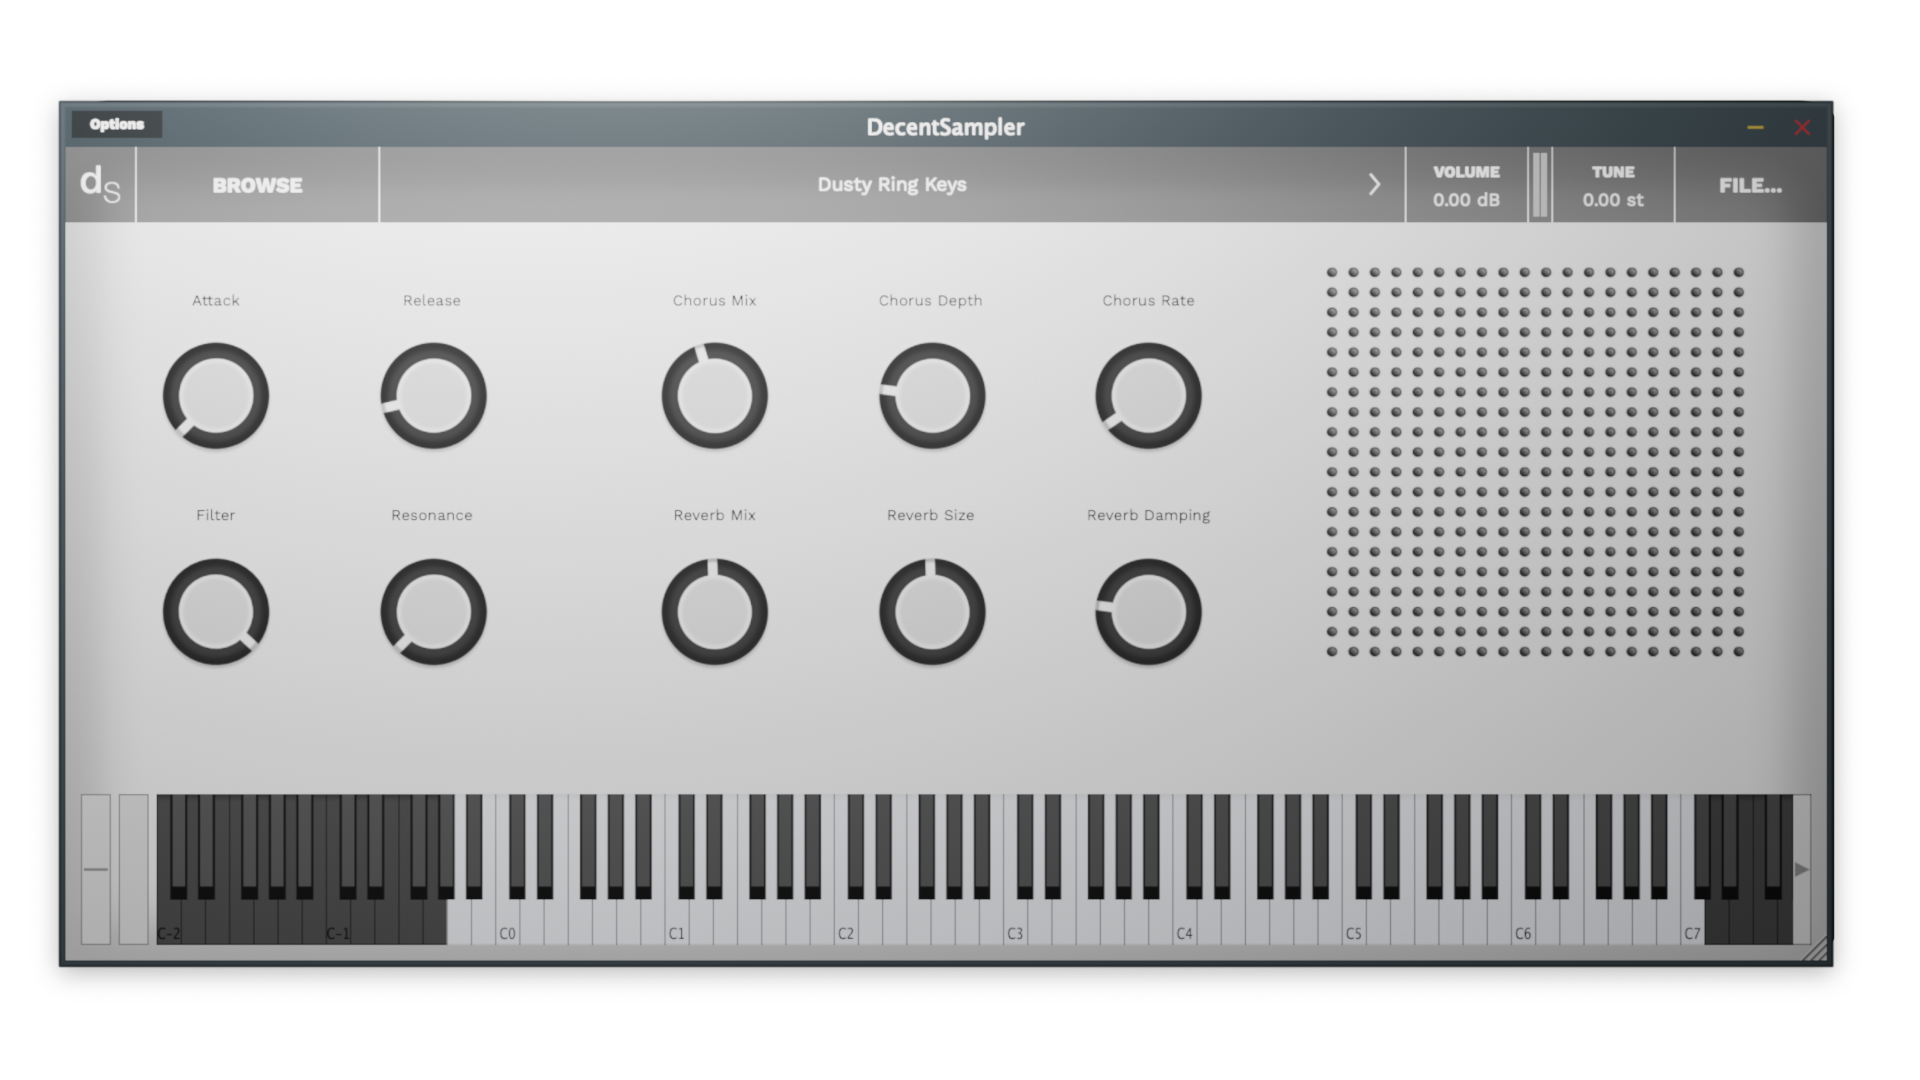 Options
DecentSampler
ds
BROWSE
Dusty Ring Keys
VOLUME
0.00 dB
TUNE
0.00 st
FILE...
Attack
Release
Chorus Mix
Chorus Depth
Chorus Rate
Filter
Resonance
Reverb Mix
Reverb Size
Reverb Damping
C-2
C-1
C0
C1
C2
C3
C4
C5
C6
C7